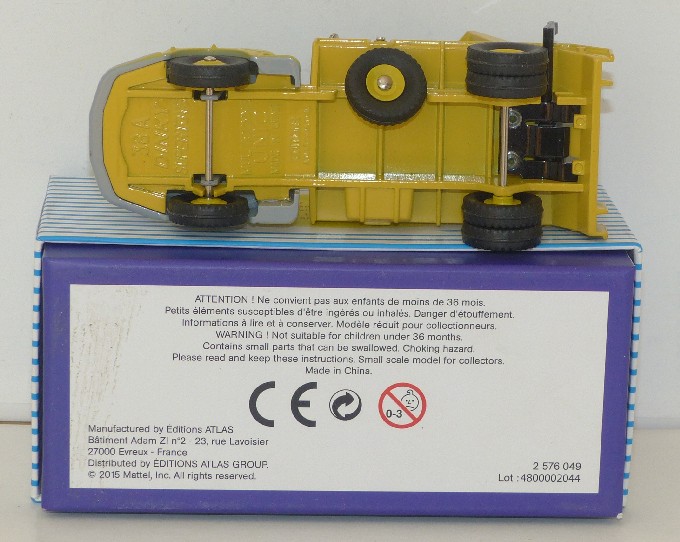 ATTENTION ! Ne convient pas aux enfants de moins de 36 mois.
Petits éléments susceptibles d'être ingérés ou inhalés. Danger d'étouffement.
Informations à lire et à conserver. Modèle réduit pour collectionneurs.
WARNING ! Not suitable for children under 36 months.
Contains small parts that can be swallowed. Choking hazard.
Please read and keep these instructions. Small scale model for collectors.
Made in China.
CE
0-3
Manufactured by Éditions ATLAS
Bâtiment Adam ZI n°2 23, rue Lavoisier
27000 Evreux - France
Distributed by ÉDITIONS ATLAS GROUP.
© 2015 Mattel, Inc. All rights reserved.
2 576 049
Lot : 4800002044